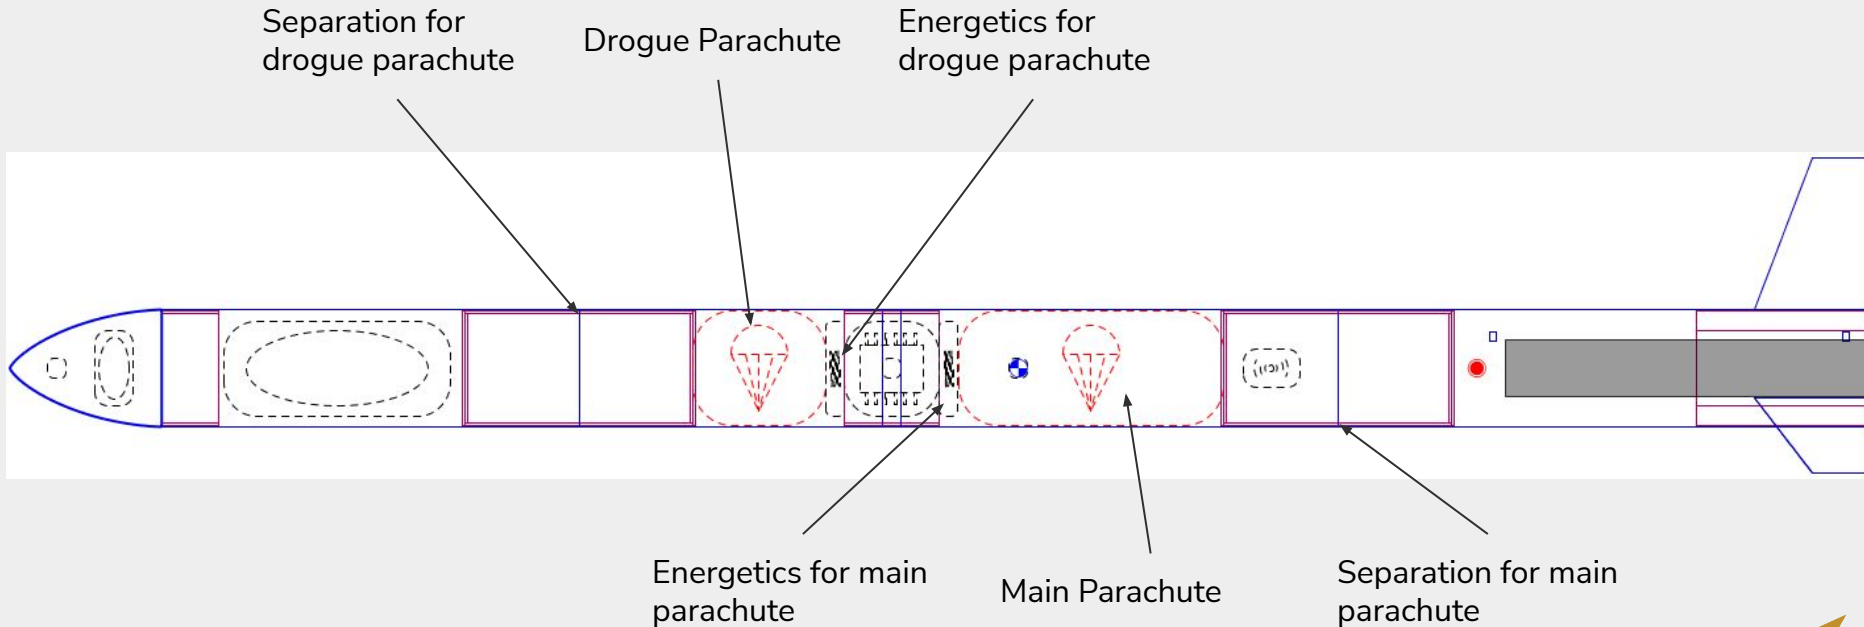 Separation for
drogue parachute
Drogue Parachute
Energetics for
drogue parachute
Energetics for main
parachute
Main Parachute
Separation for main
parachute